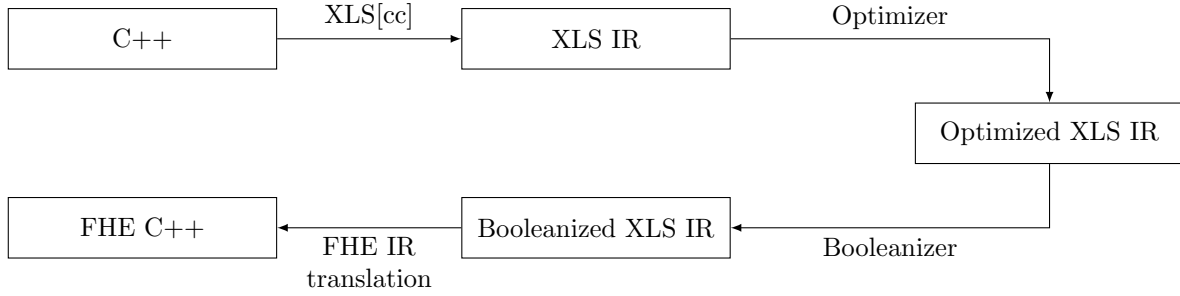 C++
XLS[cc]
XLS IR
Optimizer
Optimized XLS IR
Booleanizer
Booleanized XLS IR
FHE IR
translation
FHE C++